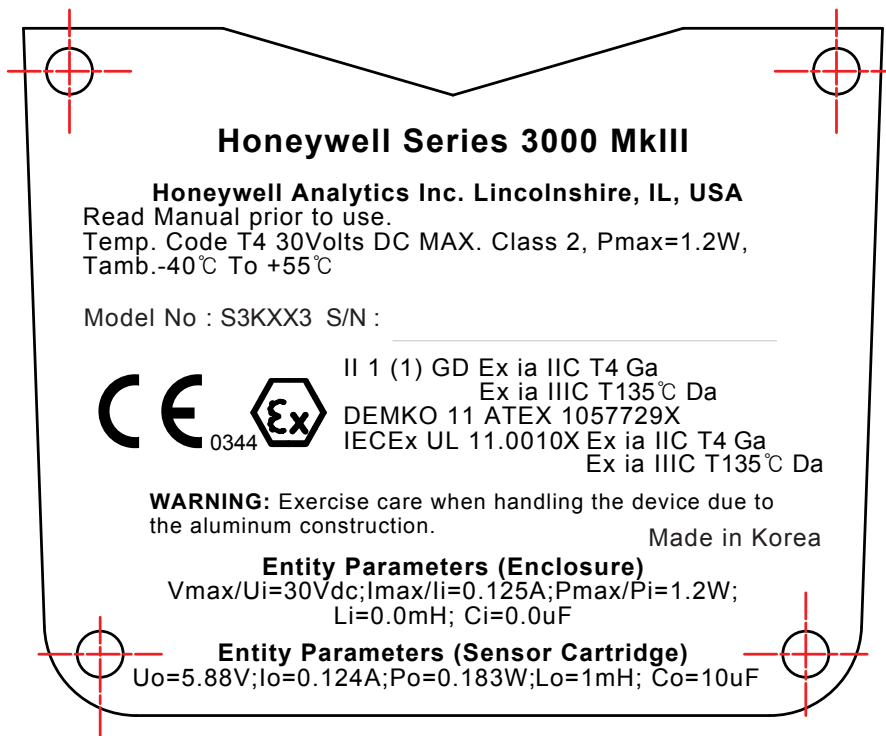 Honeywell Series 3000 MkIII
Honeywell Analytics Inc. Lincolnshire, IL, USA
Read Manual prior to use.
Temp. Code T4 30Volts DC MAX. Class 2, Pmax=1.2W,
Tamb.-40℃ To +55℃
Model No : S3KXX3 S/N :
II 1 (1) GD Ex ia IIC T4 Ga
Ex ia IIIC T135℃ Da
DEMKO 11 ATEX 1057729X
IECEx UL 11.0010X Ex ia IIC T4 Ga
Ex ia IIIC T135℃ Da
CE 0344 Ex
WARNING: Exercise care when handling the device due to
the aluminum construction.
Made in Korea
Entity Parameters (Enclosure)
Vmax/Ui=30Vdc;Imax/Ii=0.125A;Pmax/Pi=1.2W;
Li=0.0mH; Ci=0.0uF
Entity Parameters (Sensor Cartridge)
Uo=5.88V;Io=0.124A;Po=0.183W;Lo=1mH; Co=10uF